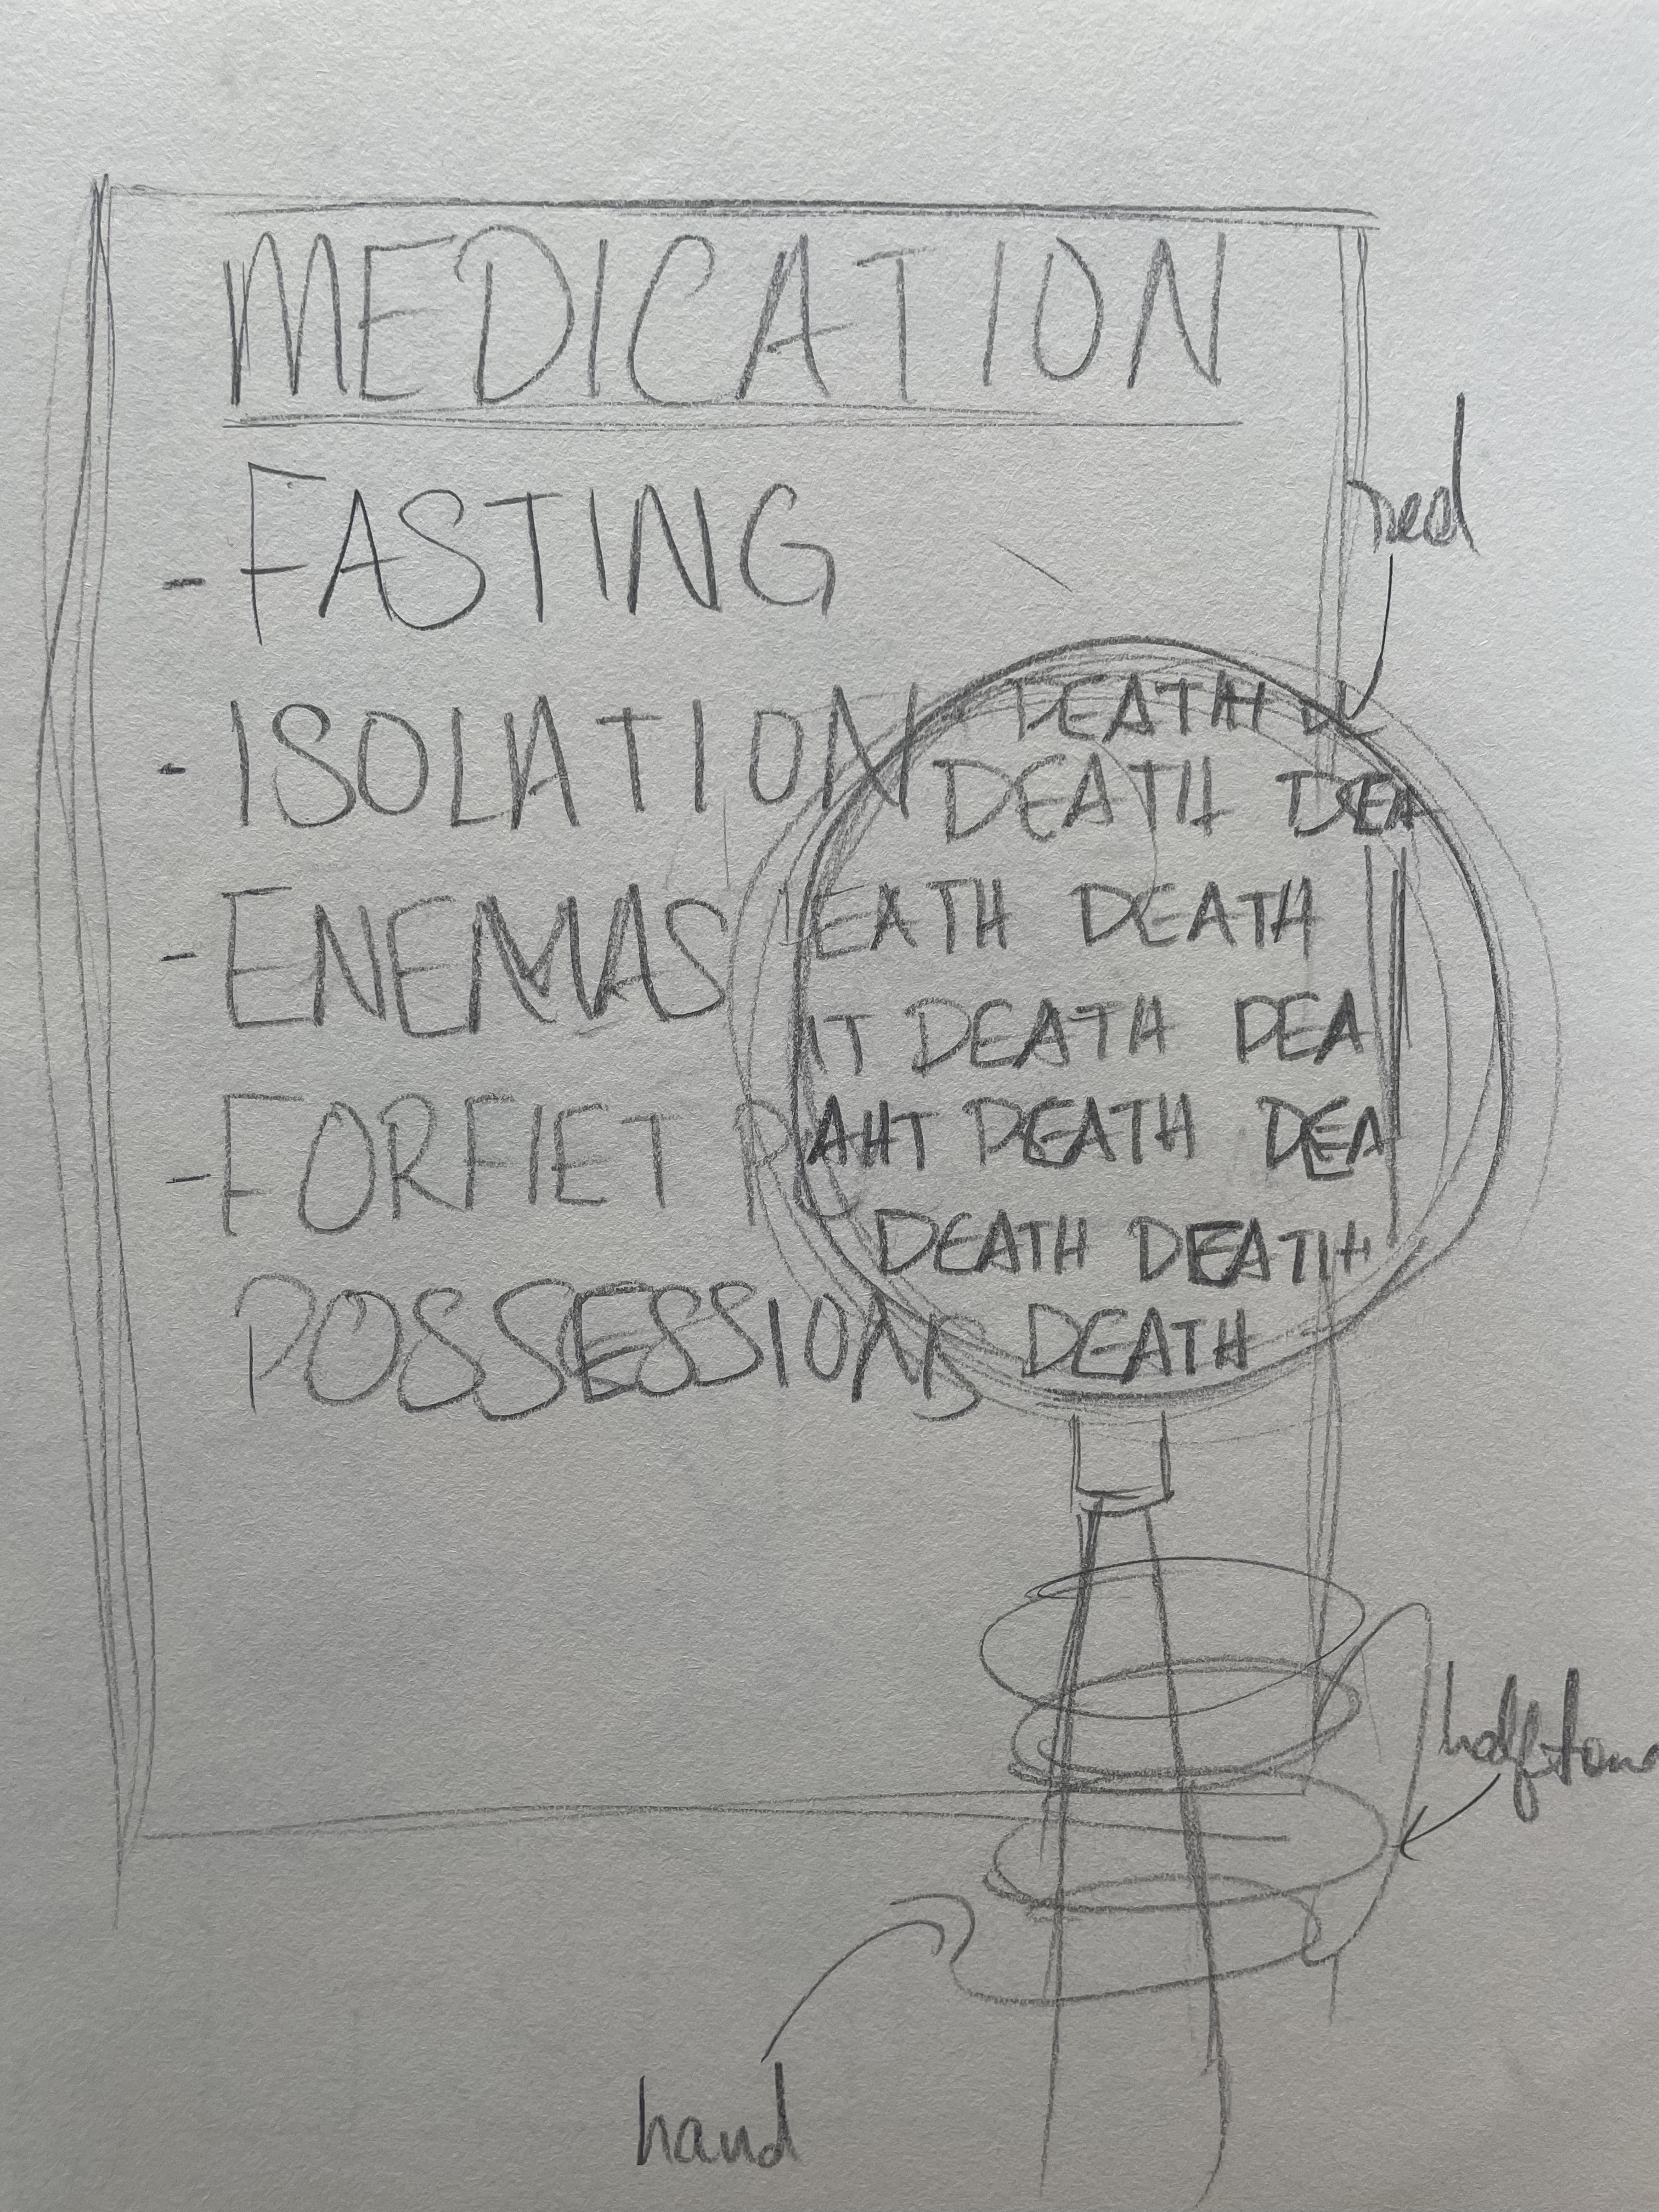 MEDICATION
- FASTING
- ISOLATION
- ENEMAS
- FORFIET
POSSESSIONS
DEATH D
DEATH DEA
EATH DEATH
IT DEATH DEA
AHT DEATH DEA
DEATH DEATH
DEATH
red
halftone
hand